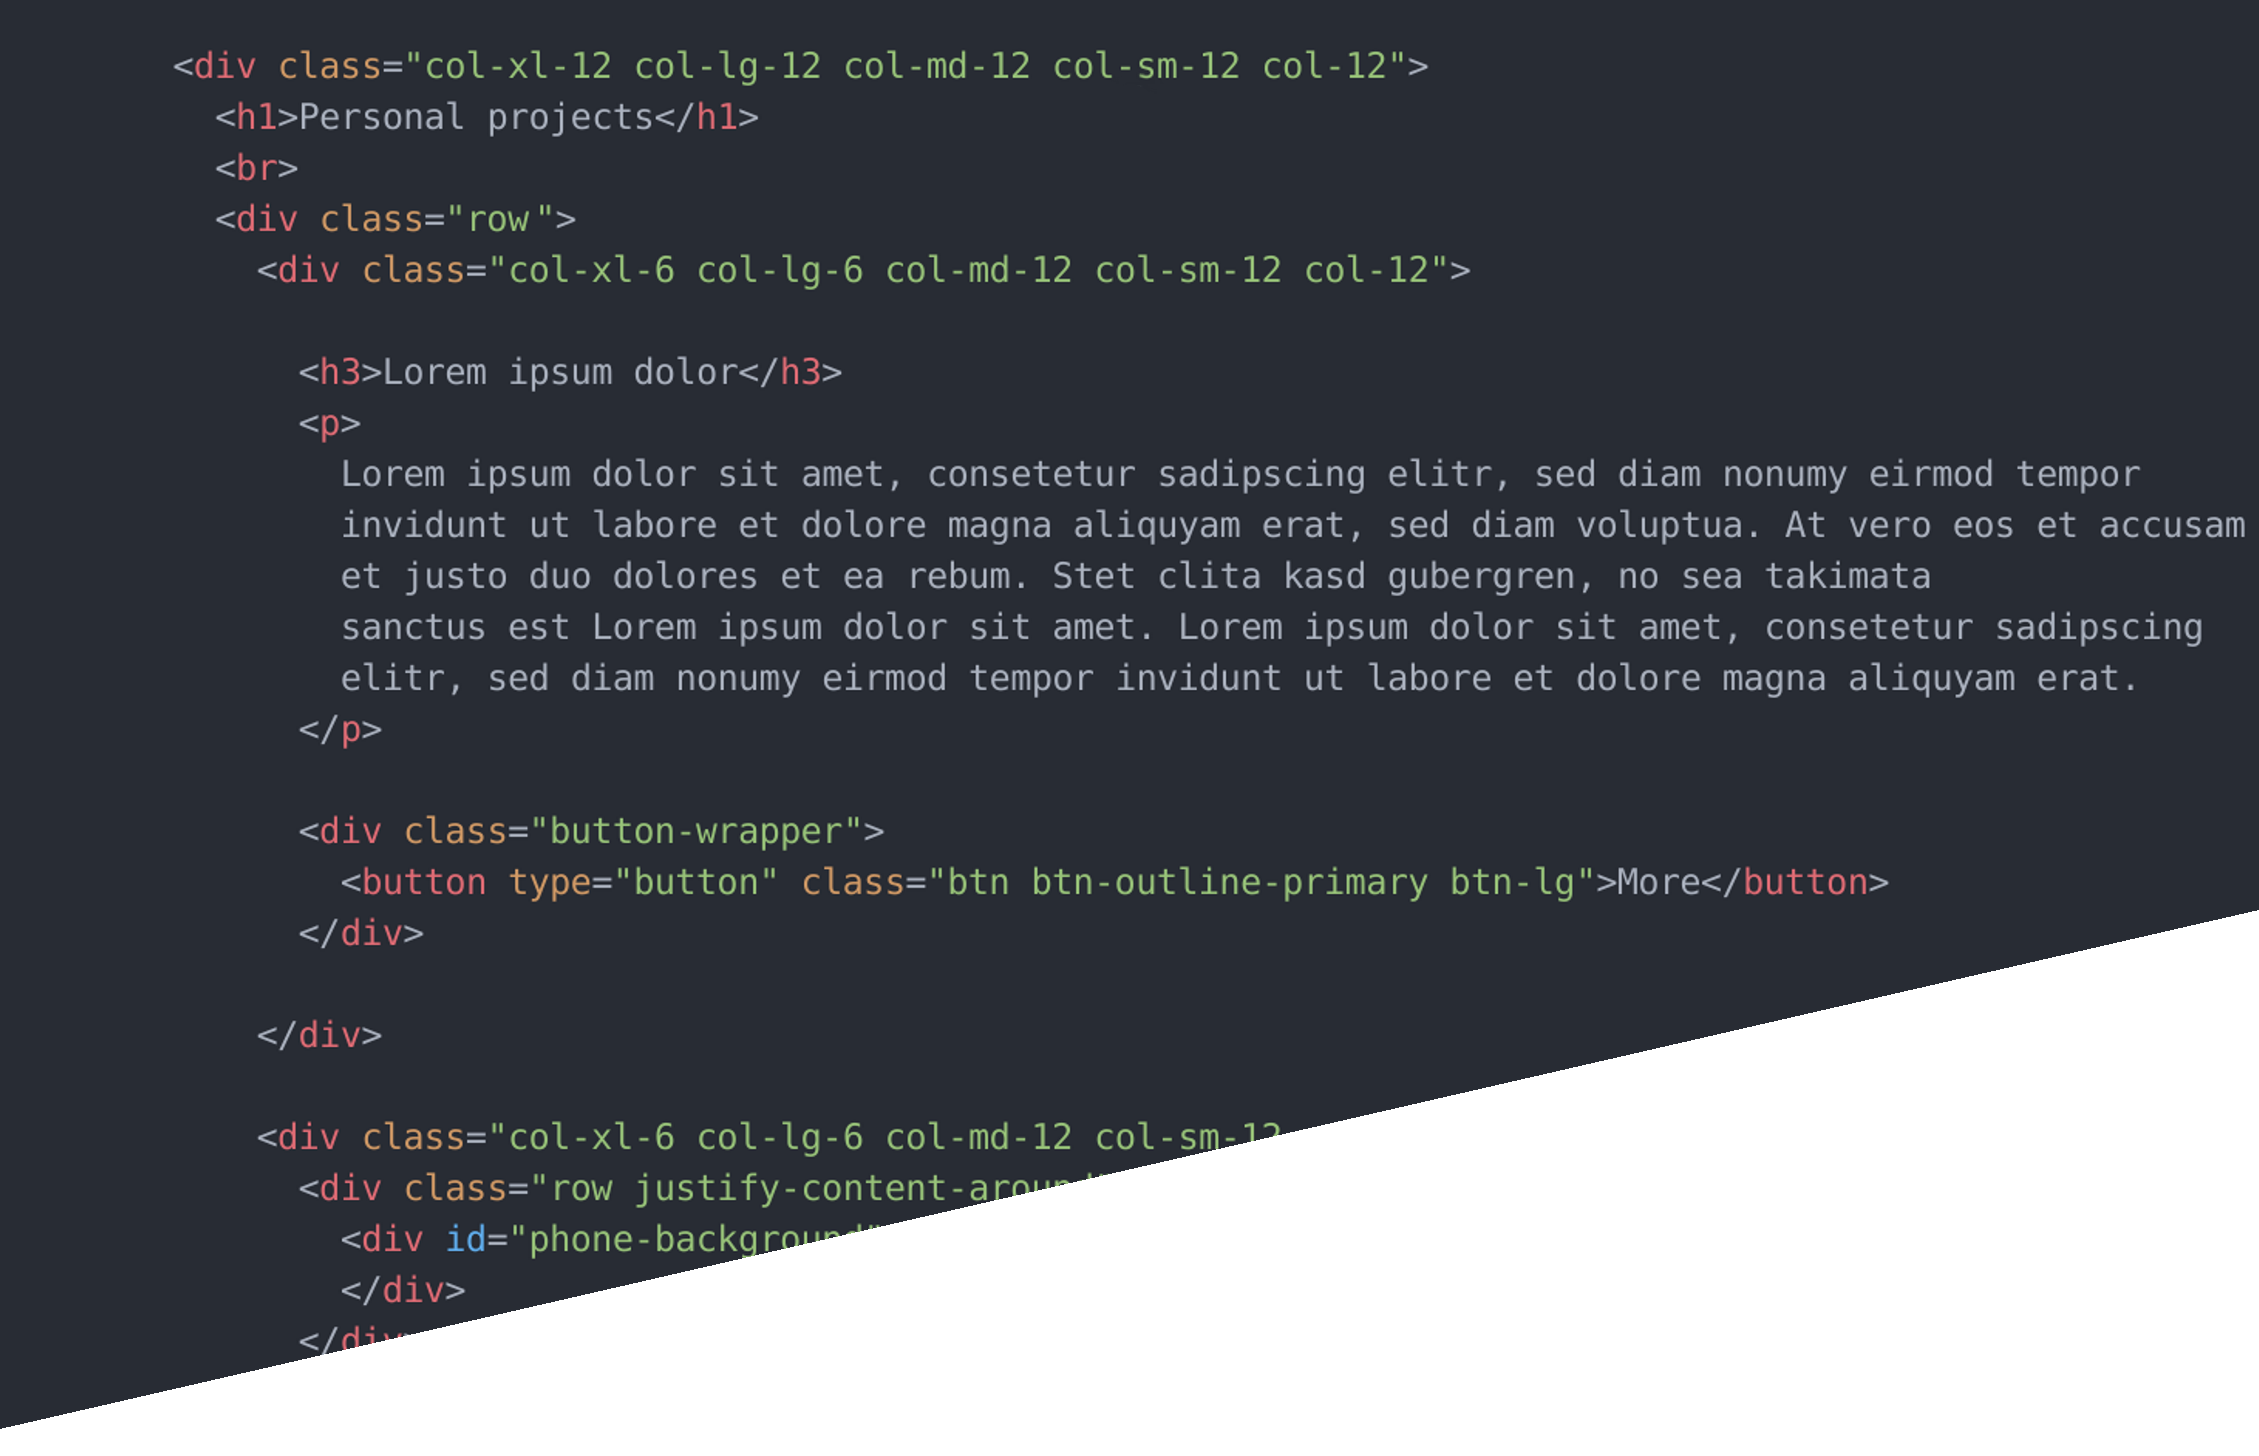 <div class="col-xl-12 col-lg-12 col-md-12 col-sm-12 col-12">
<h1>Personal projects</h1>
<br>
<div class="row">
<div class="col-xl-6 col-lg-6 col-md-12 col-sm-12 col-12">
<h3>Lorem ipsum dolor</h3>
<p>
Lorem ipsum dolor sit amet, consetetur sadipscing elitr, sed diam nonumy eirmod tempor
invidunt ut labore et dolore magna aliquyam erat, sed diam voluptua. At vero eos et accusam
et justo duo dolores et ea rebum. Stet clita kasd gubergren, no sea takimata
sanctus est Lorem ipsum dolor sit amet. Lorem ipsum dolor sit amet, consetetur sadipscing
elitr, sed diam nonumy eirmod tempor invidunt ut labore et dolore magna aliquyam erat.
</p>
<div class="button-wrapper">
<button type="button" class="btn btn-outline-primary btn-lg">More</button>
</div>
</div>
<div class="col-xl-6 col-lg-6 col-md-12 col-sm-12
<div class="row justify-content-around"
<div id="phone-background"
</div>
</div>